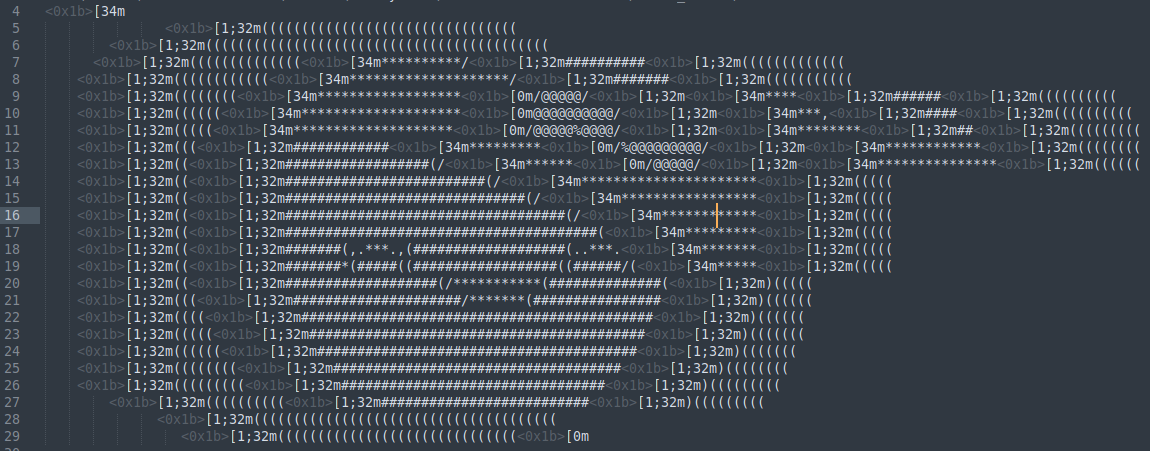 4 <0x1b>[34m
5 <0x1b>[1;32m((((((((((((((((((((((((((((((((
6 <0x1b>[1;32m(((((((((((((((((((((((((((((((((((((((((((
7 <0x1b>[1;32m((((((((((((((<0x1b>[34m**********/<0x1b>[1;32m##########<0x1b>[1;32m(((((((((((((
8 <0x1b>[1;32m((((((((((((<0x1b>[34m********************/<0x1b>[1;32m#######<0x1b>[1;32m(((((((((((
9 <0x1b>[1;32m((((((((<0x1b>[34m******************<0x1b>[0m/@@@@@/<0x1b>[1;32m<0x1b>[34m****<0x1b>[1;32m######<0x1b>[1;32m((((((((((
10 <0x1b>[1;32m((((((<0x1b>[34m********************<0x1b>[0m@@@@@@@@@@/<0x1b>[1;32m<0x1b>[34m***,<0x1b>[1;32m####<0x1b>[1;32m((((((((((
11 <0x1b>[1;32m(((((<0x1b>[34m********************<0x1b>[0m/@@@@@%@@@@/<0x1b>[1;32m<0x1b>[34m********<0x1b>[1;32m##<0x1b>[1;32m(((((((((
12 <0x1b>[1;32m(((<0x1b>[1;32m############<0x1b>[34m*********<0x1b>[0m/%@@@@@@@@@/<0x1b>[1;32m<0x1b>[34m************<0x1b>[1;32m((((((((
13 <0x1b>[1;32m((<0x1b>[1;32m##################(/<0x1b>[34m******<0x1b>[0m/@@@@@/<0x1b>[1;32m<0x1b>[34m***************<0x1b>[1;32m((((((
14 <0x1b>[1;32m((<0x1b>[1;32m#########################(/<0x1b>[34m**********************<0x1b>[1;32m(((((
15 <0x1b>[1;32m((<0x1b>[1;32m##############################(/<0x1b>[34m*****************<0x1b>[1;32m(((((
16 <0x1b>[1;32m((<0x1b>[1;32m###################################(/<0x1b>[34m************<0x1b>[1;32m(((((
17 <0x1b>[1;32m((<0x1b>[1;32m#######################################(<0x1b>[34m*********<0x1b>[1;32m(((((
18 <0x1b>[1;32m((<0x1b>[1;32m#######(,.***.,(###################(..***.<0x1b>[34m*******<0x1b>[1;32m(((((
19 <0x1b>[1;32m((<0x1b>[1;32m#######*(#####((##################((######/(<0x1b>[34m*****<0x1b>[1;32m(((((
20 <0x1b>[1;32m((<0x1b>[1;32m###################(/***********(##############(<0x1b>[1;32m)(((((
21 <0x1b>[1;32m(((<0x1b>[1;32m#####################/*******(################<0x1b>[1;32m)((((((
22 <0x1b>[1;32m((((<0x1b>[1;32m############################################<0x1b>[1;32m)((((((
23 <0x1b>[1;32m(((((<0x1b>[1;32m##########################################<0x1b>[1;32m)(((((((
24 <0x1b>[1;32m((((((<0x1b>[1;32m########################################<0x1b>[1;32m)(((((((
25 <0x1b>[1;32m((((((((<0x1b>[1;32m####################################<0x1b>[1;32m)((((((((
26 <0x1b>[1;32m(((((((((<0x1b>[1;32m#################################<0x1b>[1;32m)(((((((((
27 <0x1b>[1;32m((((((((((<0x1b>[1;32m##########################<0x1b>[1;32m)(((((((((
28 <0x1b>[1;32m((((((((((((((((((((((((((((((((((((((
29 <0x1b>[1;32m((((((((((((((((((((((((((((((<0x1b>[0m